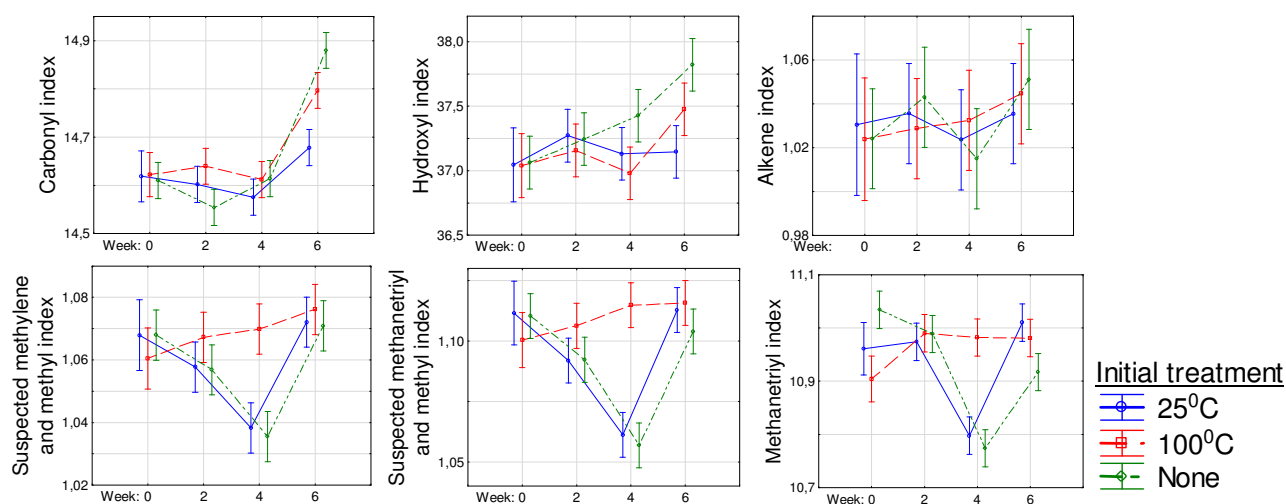 Carbonyl index
14,9
14,7
14,5
Week: 0 2 4 6
Hydroxyl index
38,0
37,5
37,0
36,5
Week: 0 2 4 6
Alkene index
1,06
1,02
0,98
Week: 0 2 4 6
Suspected methylene
and methyl index
1,08
1,06
1,04
1,02
Week: 0 2 4 6
Suspected methanetriyl
and methyl index
1,10
1,05
Week: 0 2 4 6
Methanetriyl index
11,1
10,9
10,7
Week: 0 2 4 6
Initial treatment
25⁰C
100⁰C
None